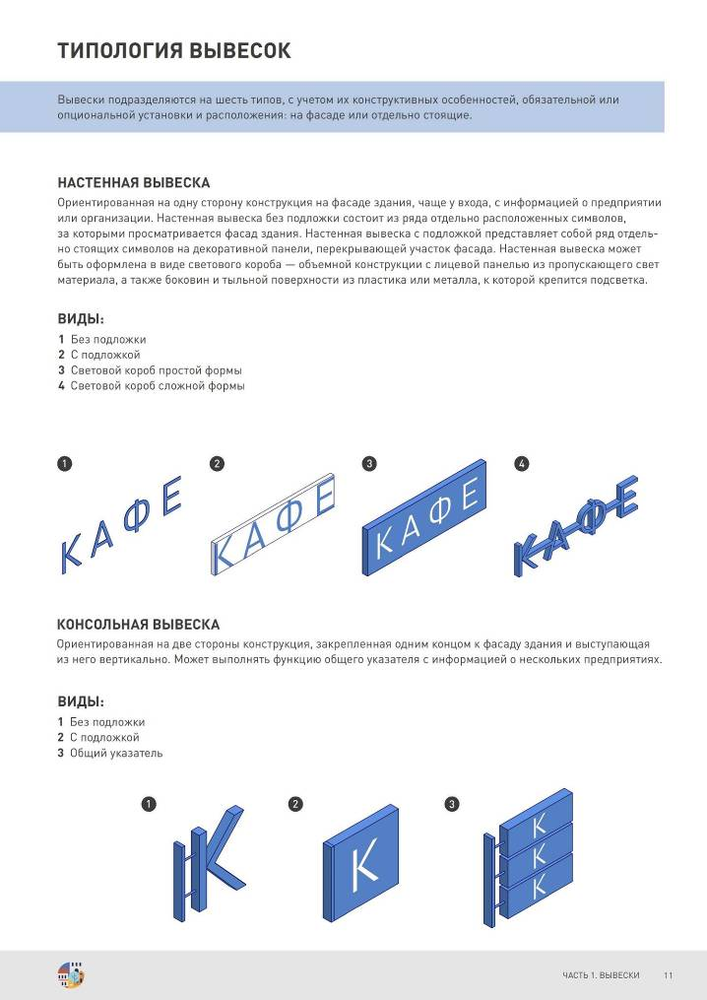 ТИПОЛОГИЯ ВЫВЕСОК
Вывески подразделяются на шесть типов, с учетом их конструктивных особенностей, обязательной или
опциональной установки и расположения: на фасаде или отдельно стоящие.
НАСТЕННАЯ ВЫВЕСКА
Ориентированная на одну сторону конструкция на фасаде здания, чаще у входа, с информацией о предприятии
или организации. Настенная вывеска без подложки состоит из ряда отдельно расположенных символов,
за которыми просматривается фасад здания. Настенная вывеска с подложкой представляет собой ряд отдель-
но стоящих символов на декоративной панели, перекрывающей участок фасада. Настенная вывеска может
быть оформлена в виде светового короба — объемной конструкции с лицевой панелью из пропускающего свет
материала, а также боковин и тыльной поверхности из пластика или металла, к которой крепится подсветка.
ВИДЫ:
1 Без подложки
2 С подложкой
3 Световой короб простой формы
4 Световой короб сложной формы
1 2 3 4
КАФЕ КАФЕ КАФЕ КАФЕ
КОНСОЛЬНАЯ ВЫВЕСКА
Ориентированная на две стороны конструкция, закрепленная одним концом к фасаду здания и выступающая
из него вертикально. Может выполнять функцию общего указателя с информацией о нескольких предприятиях.
ВИДЫ:
1 Без подложки
2 С подложкой
3 Общий указатель
1 2 3
К К К
К
К
ЧАСТЬ 1. ВЫВЕСКИ 11